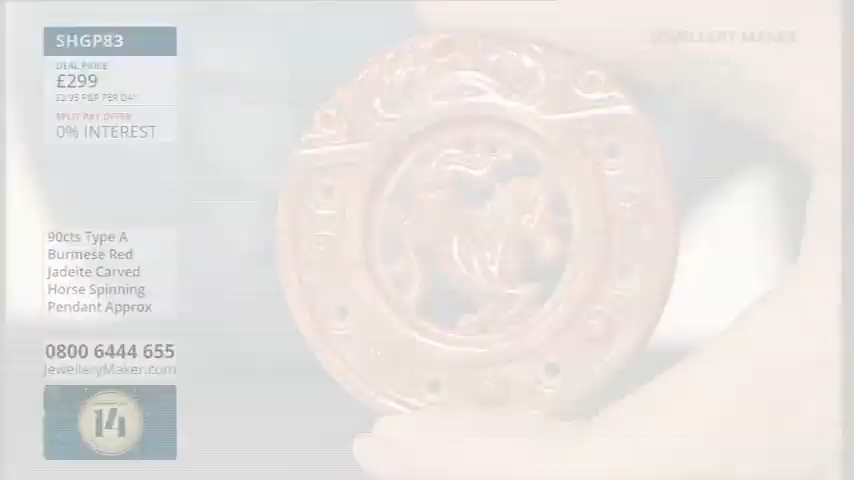 SHGP83
DEAL PRICE
£299
£2.95 P&P PER DAY
SPLIT PAY OFFER
0% INTEREST
90cts Type A
Burmese Red
Jadeite Carved
Horse Spinning
Pendant Approx
0800 6444 655
JewelleryMaker.com
14
JEWELLERY MAKER